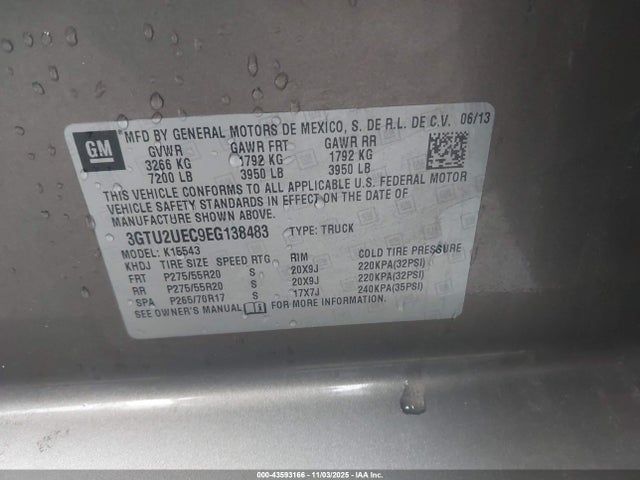 GM
MFD BY GENERAL MOTORS DE MEXICO, S. DE R.L. DE C.V. 06/13
GVWR GAWR FRT GAWR RR
3266 KG 1792 KG 1792 KG
7200 LB 3950 LB 3950 LB
THIS VEHICLE CONFORMS TO ALL APPLICABLE U.S. FEDERAL MOTOR
VEHICLE SAFETY STANDARDS IN EFFECT ON THE DATE OF
MANUFACTURE SHOWN ABOVE.
3GTU2UEC9EG138483 TYPE: TRUCK
MODEL: K15543
KHDJ TIRE SIZE SPEED RTG RIM COLD TIRE PRESSURE
FRT P275/55R20 S 20X9J 220KPA(32PSI)
RR P275/55R20 S 20X9J 220KPA(32PSI)
SPA P265/70R17 S 17X7J 240KPA(35PSI)
SEE OWNER'S MANUAL FOR MORE INFORMATION.
000-43593166 - 11/03/2025 - IAA Inc.